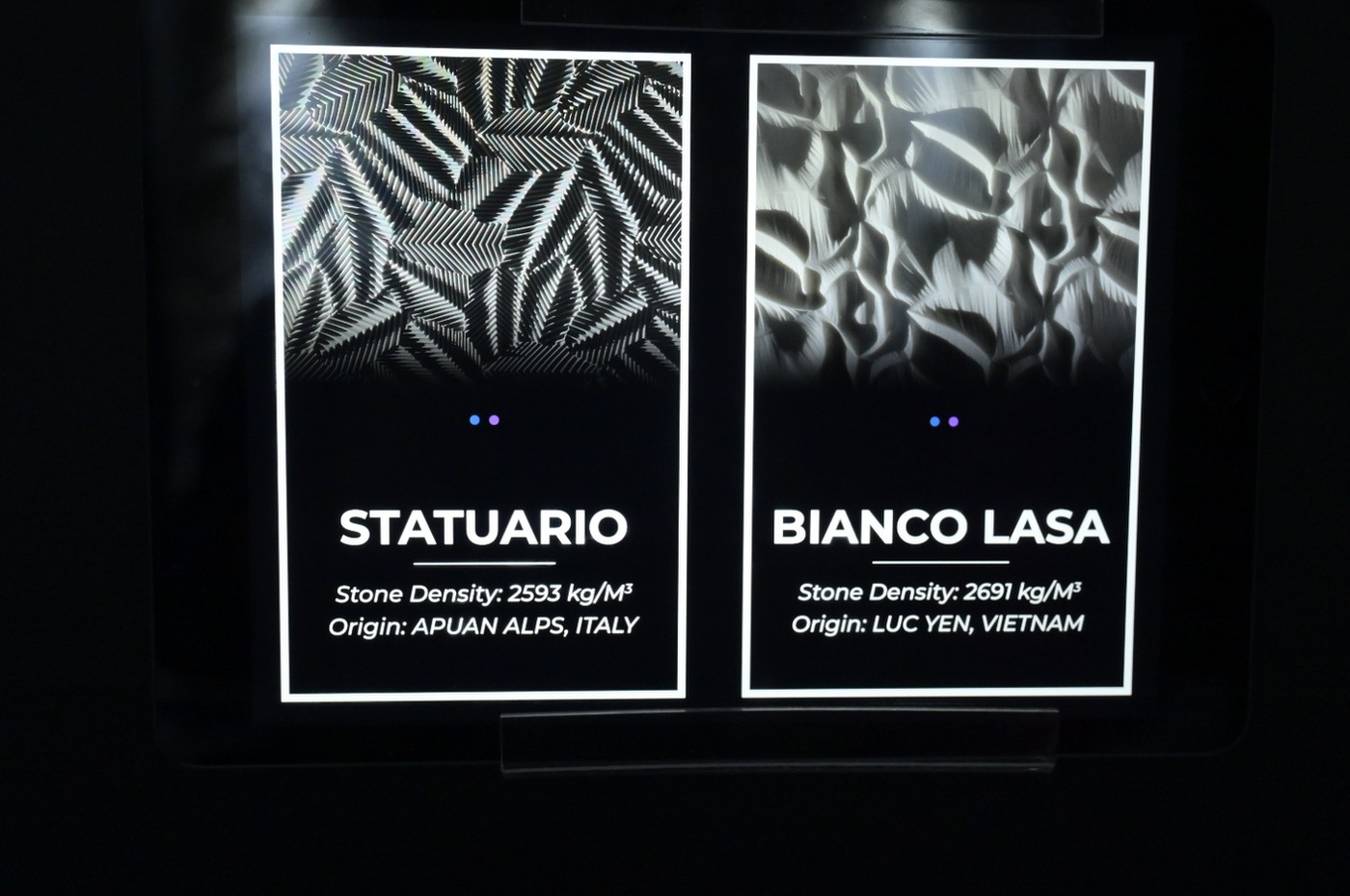 STATUARIO
Stone Density: 2593 kg/M³
Origin: APUAN ALPS, ITALY
BIANCO LASA
Stone Density: 2691 kg/M³
Origin: LUC YEN, VIETNAM